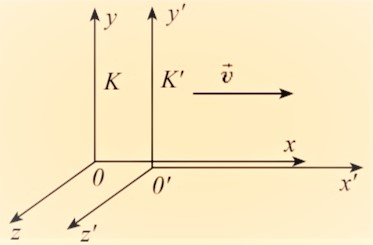 y y′
K K′ v⃗
x
0 0′ x′
z z′